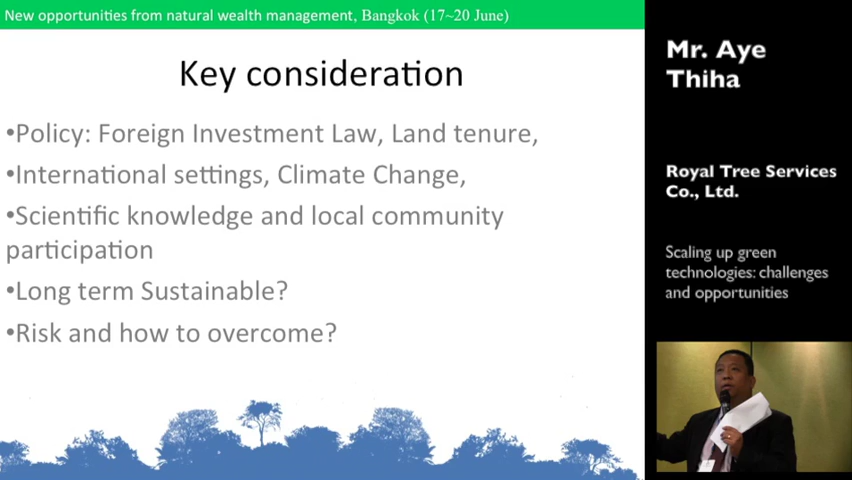 New opportunities from natural wealth management, Bangkok (17~20 June)
Key consideration
•Policy: Foreign Investment Law, Land tenure,
•International settings, Climate Change,
•Scientific knowledge and local community
participation
•Long term Sustainable?
•Risk and how to overcome?
Mr. Aye
Thiha
Royal Tree Services
Co., Ltd.
Scaling up green
technologies: challenges
and opportunities